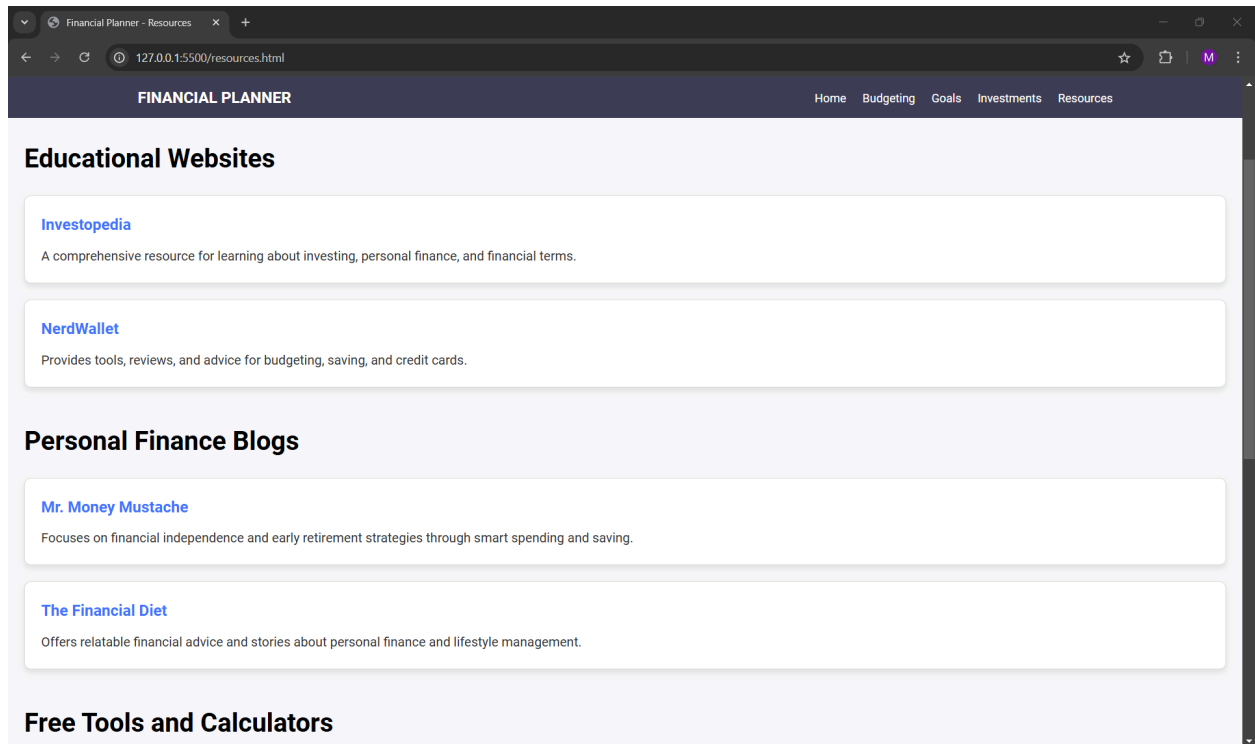 Financial Planner - Resources
127.0.0.1:5500/resources.html
M
FINANCIAL PLANNER
Home Budgeting Goals Investments Resources
Educational Websites
Investopedia
A comprehensive resource for learning about investing, personal finance, and financial terms.
NerdWallet
Provides tools, reviews, and advice for budgeting, saving, and credit cards.
Personal Finance Blogs
Mr. Money Mustache
Focuses on financial independence and early retirement strategies through smart spending and saving.
The Financial Diet
Offers relatable financial advice and stories about personal finance and lifestyle management.
Free Tools and Calculators